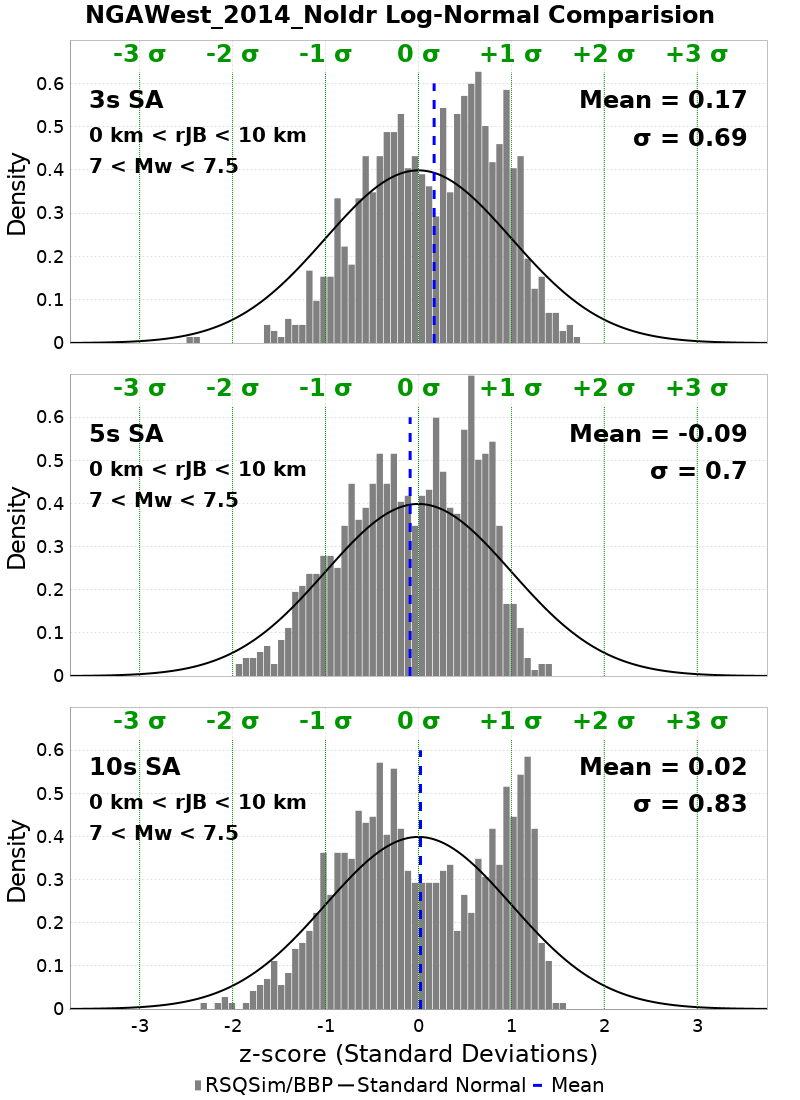 NGAWest_2014_NoIdr Log-Normal Comparision
-3 σ -2 σ -1 σ 0 σ +1 σ +2 σ +3 σ
3s SA
0 km < rJB < 10 km
7 < Mw < 7.5
Mean = 0.17
σ = 0.69
Density
0.6
0.5
0.4
0.3
0.2
0.1
0
-3 σ -2 σ -1 σ 0 σ +1 σ +2 σ +3 σ
5s SA
0 km < rJB < 10 km
7 < Mw < 7.5
Mean = -0.09
σ = 0.7
Density
0.6
0.5
0.4
0.3
0.2
0.1
0
-3 σ -2 σ -1 σ 0 σ +1 σ +2 σ +3 σ
10s SA
0 km < rJB < 10 km
7 < Mw < 7.5
Mean = 0.02
σ = 0.83
Density
0.6
0.5
0.4
0.3
0.2
0.1
0
-3 -2 -1 0 1 2 3
z-score (Standard Deviations)
RSQSim/BBP Standard Normal Mean